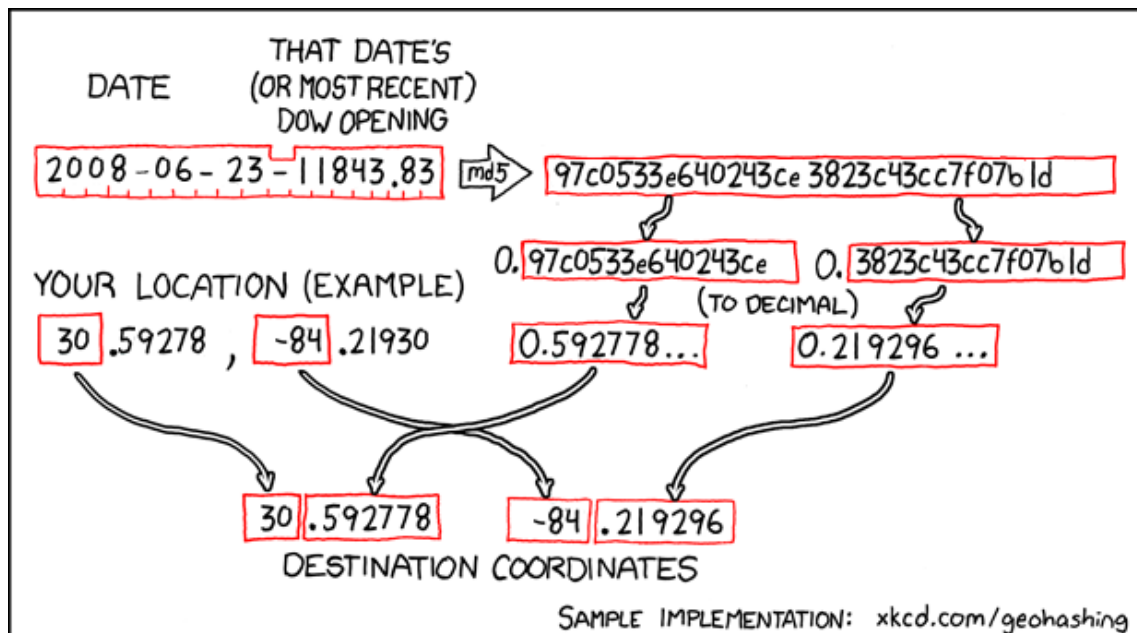 THAT DATE'S
DATE (OR MOST RECENT)
DOW OPENING
2008-06-23-11843.83 md5 97c0533e640243ce3823c43cc7f07b1d
0.97c0533e640243ce 0.3823c43cc7f07b1d
YOUR LOCATION (EXAMPLE) (TO DECIMAL)
30.59278, -84.21930 0.592778... 0.219296...
30.592778 -84.219296
DESTINATION COORDINATES
SAMPLE IMPLEMENTATION: xkcd.com/geohashing